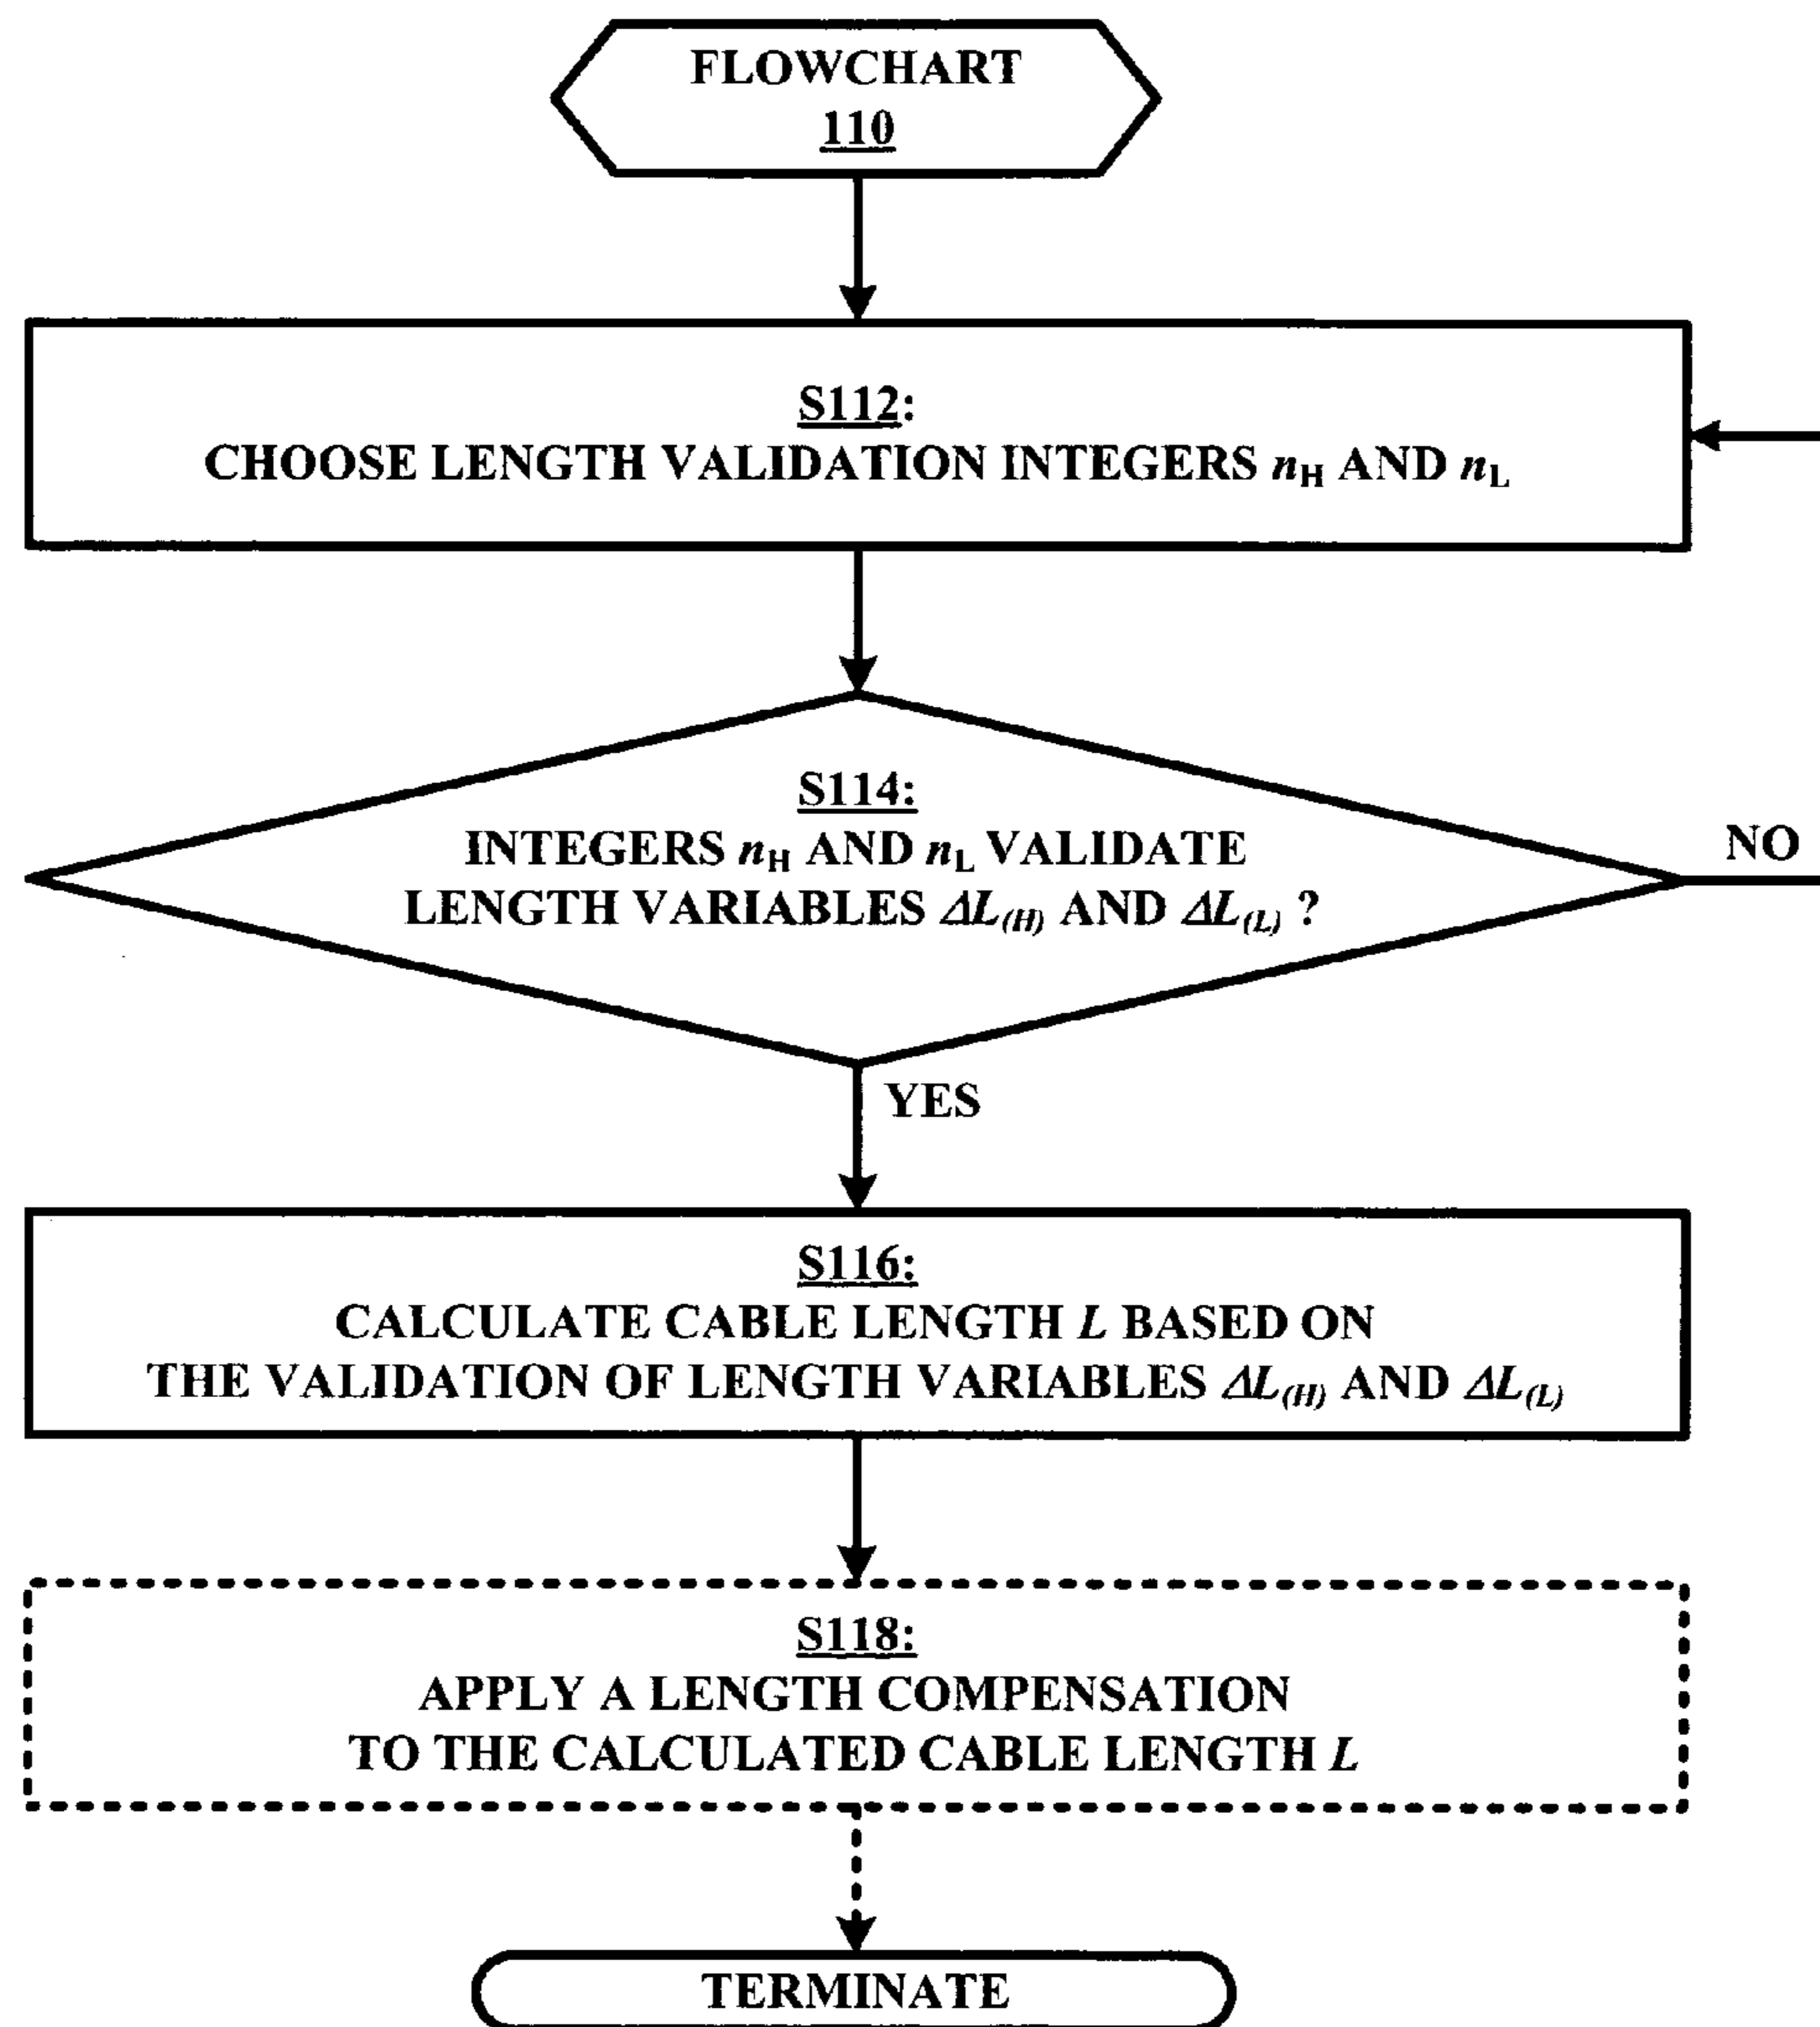 FLOWCHART
110
S112:
CHOOSE LENGTH VALIDATION INTEGERS nH AND nL
S114:
INTEGERS nH AND nL VALIDATE
LENGTH VARIABLES ΔL(H) AND ΔL(L) ?
NO
YES
S116:
CALCULATE CABLE LENGTH L BASED ON
THE VALIDATION OF LENGTH VARIABLES ΔL(H) AND ΔL(L)
S118:
APPLY A LENGTH COMPENSATION
TO THE CALCULATED CABLE LENGTH L
TERMINATE